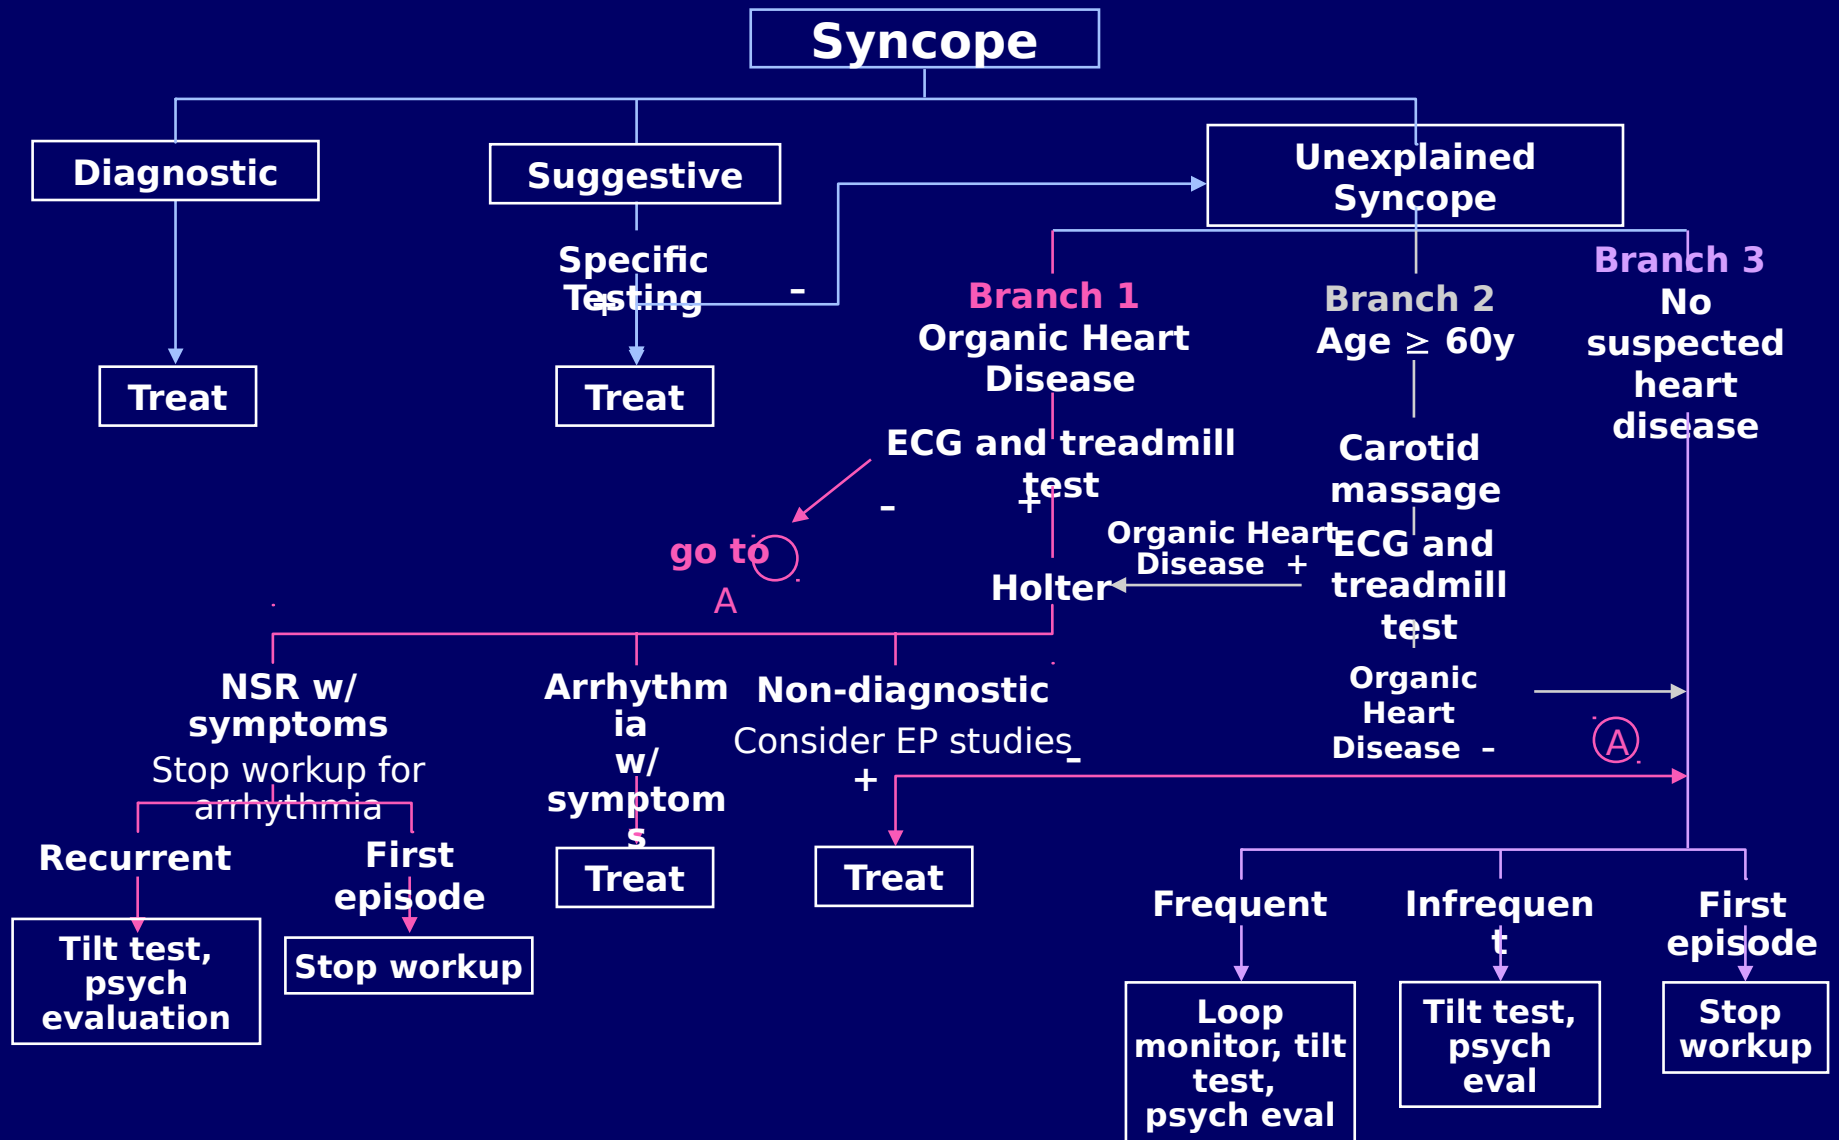 Syncope
Diagnostic
Suggestive
Unexplained
Syncope
Specific
Testing
+
–
Treat
Treat
Branch 1
Organic Heart
Disease
ECG and treadmill
test
–
+
go to
A
Holter
Branch 2
Age ≥ 60y
Carotid
massage
Organic Heart
Disease +
ECG and
treadmill
test
Organic
Heart
Disease –
Branch 3
No
suspected
heart
disease
A
NSR w/
symptoms
Stop workup for
arrhythmia
Arrhythm
ia
w/
symptom
s
Non-diagnostic
Consider EP studies
+
–
Recurrent
First
episode
Treat
Treat
Tilt test,
psych
evaluation
Stop workup
Frequent
Infrequen
t
First
episode
Loop
monitor, tilt
test,
psych eval
Tilt test,
psych
eval
Stop
workup